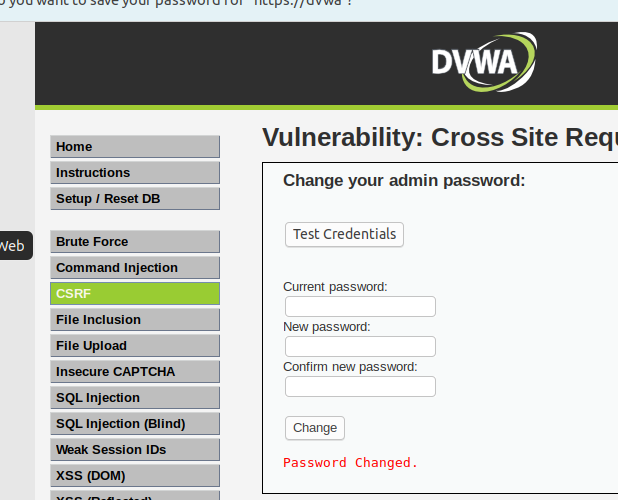 you want to save your password for "https://dvwa"?
DVWA
Home
Instructions
Setup / Reset DB
Web
Brute Force
Command Injection
CSRF
File Inclusion
File Upload
Insecure CAPTCHA
SQL Injection
SQL Injection (Blind)
Weak Session IDs
XSS (DOM)
XSS (Reflected)
Vulnerability: Cross Site Requ
Change your admin password:
Test Credentials
Current password:
New password:
Confirm new password:
Change
Password Changed.